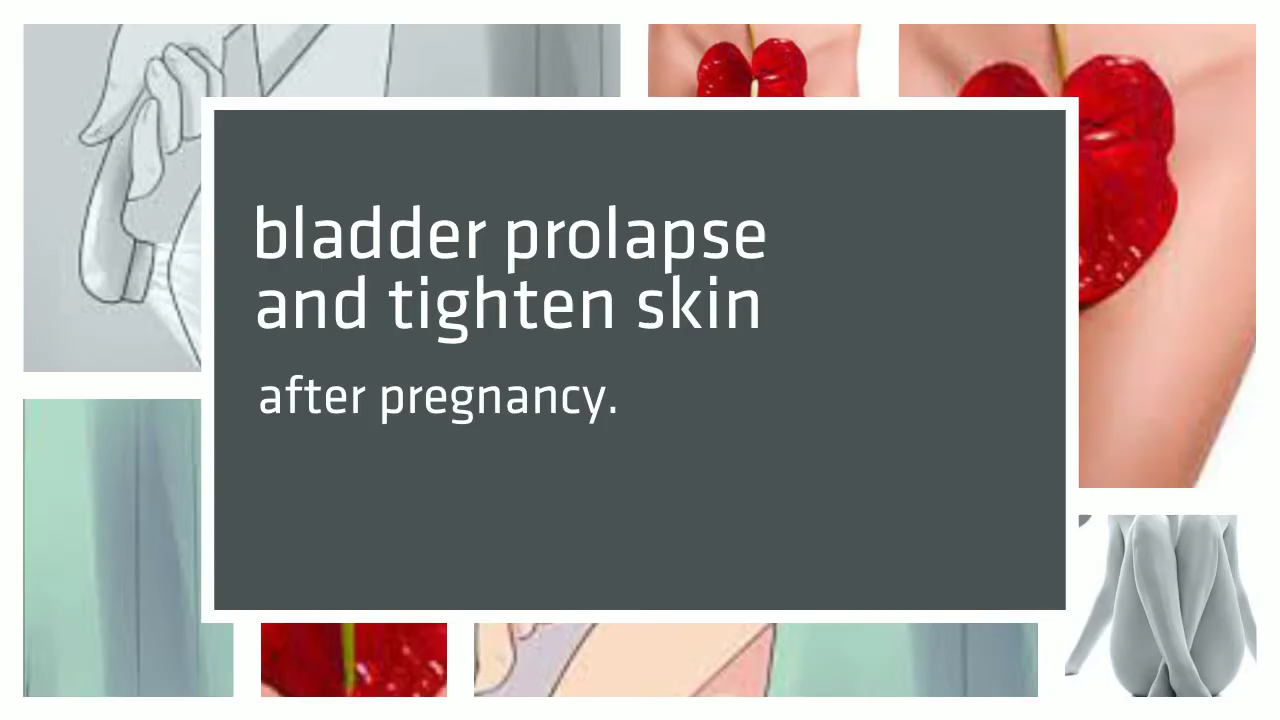 bladder prolapse
and tighten skin
after pregnancy.